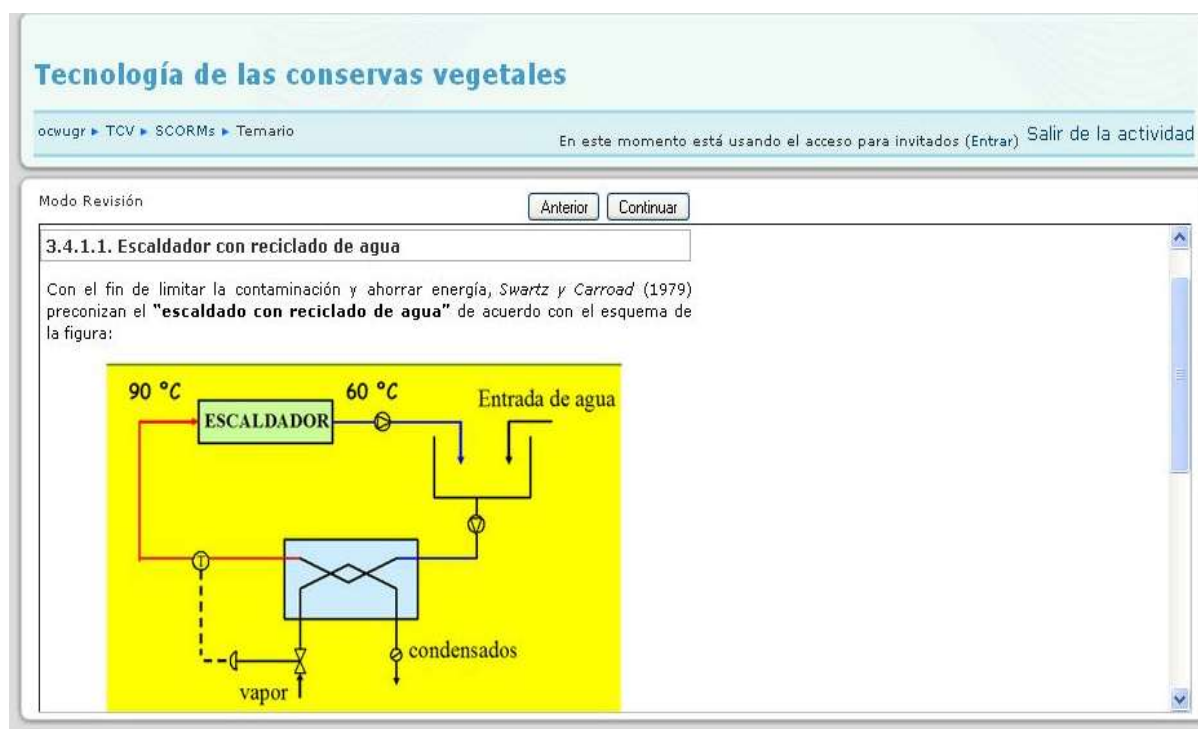 Tecnología de las conservas vegetales
ocwugr ▸ TCV ▸ SCORMs ▸ Temario
En este momento está usando el acceso para invitados (Entrar) Salir de la actividad
Modo Revisión
Anterior Continuar
3.4.1.1. Escaldador con reciclado de agua
Con el fin de limitar la contaminación y ahorrar energía, Swartz y Carroad (1979)
preconizan el "escaldado con reciclado de agua" de acuerdo con el esquema de
la figura:
90 °C 60 °C Entrada de agua
ESCALDADOR
T
condensados
vapor